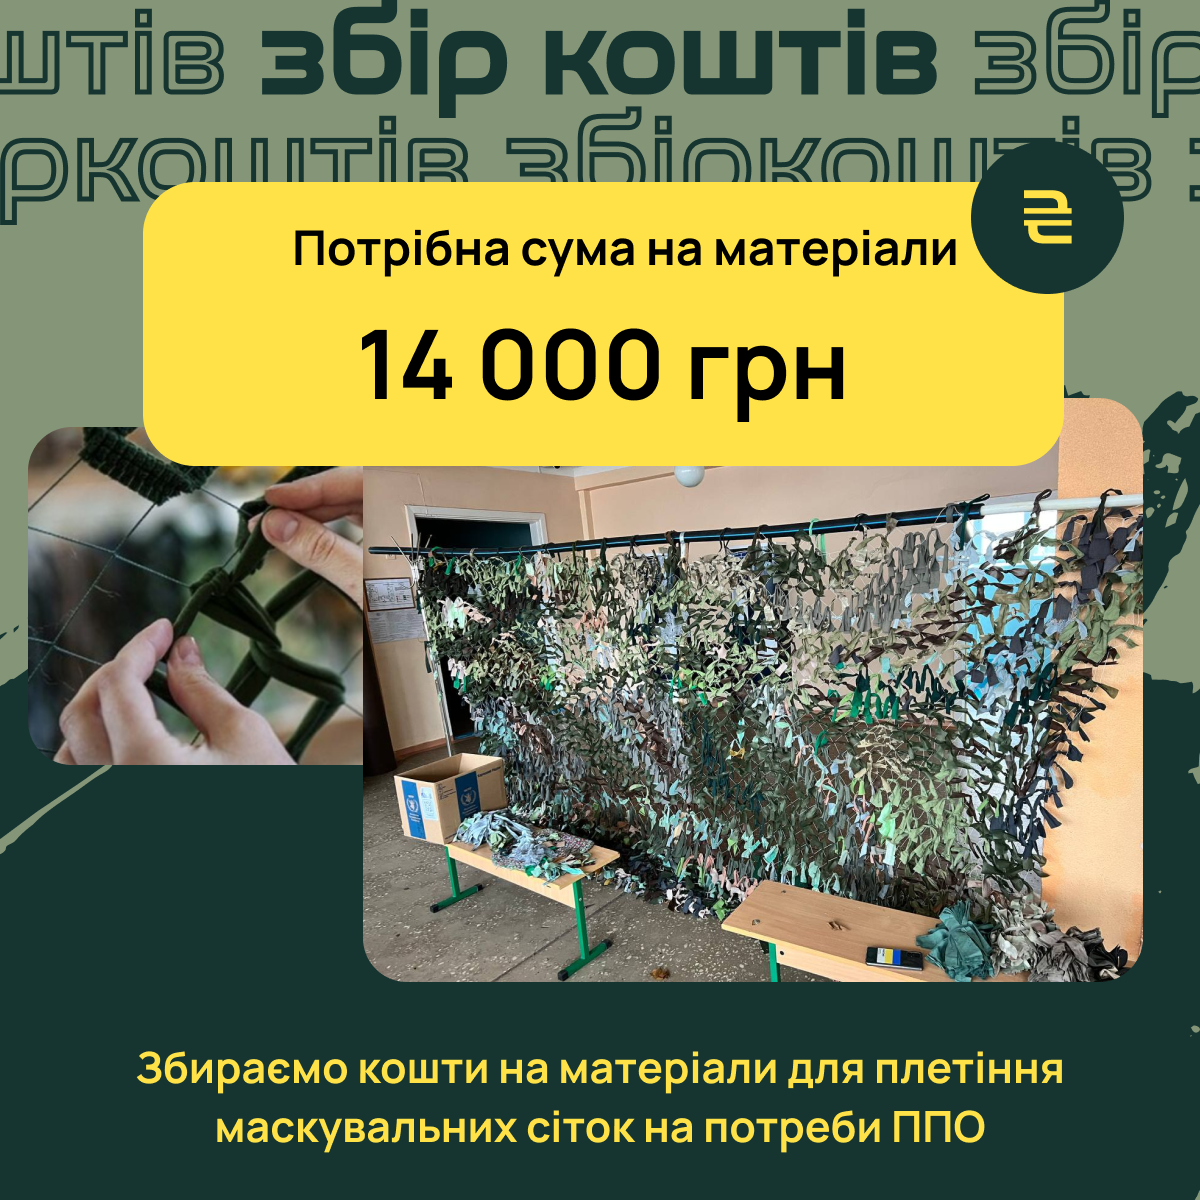 штів збір коштів збір
ркоштів збіркоштів
₴
Потрібна сума на матеріали
14 000 грн
Збираємо кошти на матеріали для плетіння
маскувальних сіток на потреби ППО